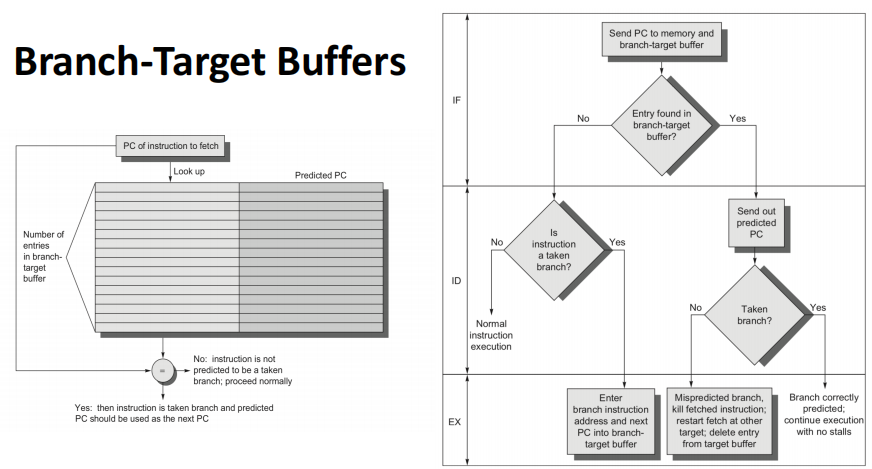 Branch-Target Buffers
PC of instruction to fetch
Look up
Predicted PC
Number of
entries
in branch-
target
buffer
=
No: instruction is not
predicted to be a taken
branch; proceed normally
Yes: then instruction is taken branch and predicted
PC should be used as the next PC
IF
Send PC to memory and
branch-target buffer
Entry found in
branch-target
buffer?
No
Yes
ID
Is
instruction
a taken
branch?
No
Yes
Normal
instruction
execution
Send out
predicted
PC
Taken
branch?
No
Yes
EX
Enter
branch instruction
address and next
PC into branch-
target buffer
Mispredicted branch,
kill fetched instruction;
restart fetch at other
target; delete entry
from target buffer
Branch correctly
predicted;
continue execution
with no stalls